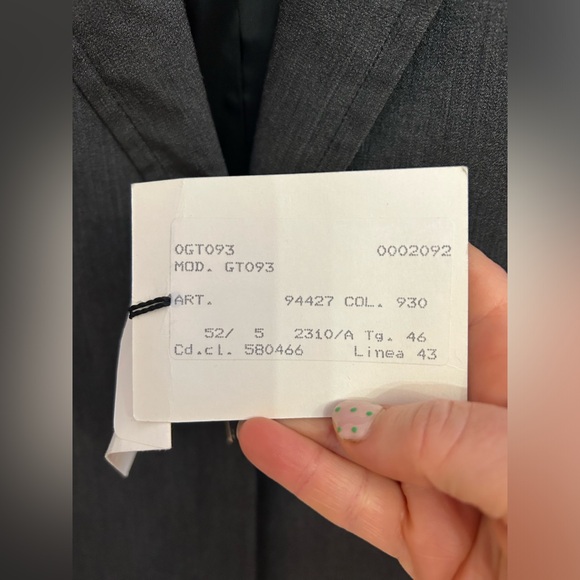 0GT093 0002092
MOD. GT093
ART. 94427 COL. 930
52/ 5 2310/A Tg. 46
Cd.cl. 580466 Linea 43